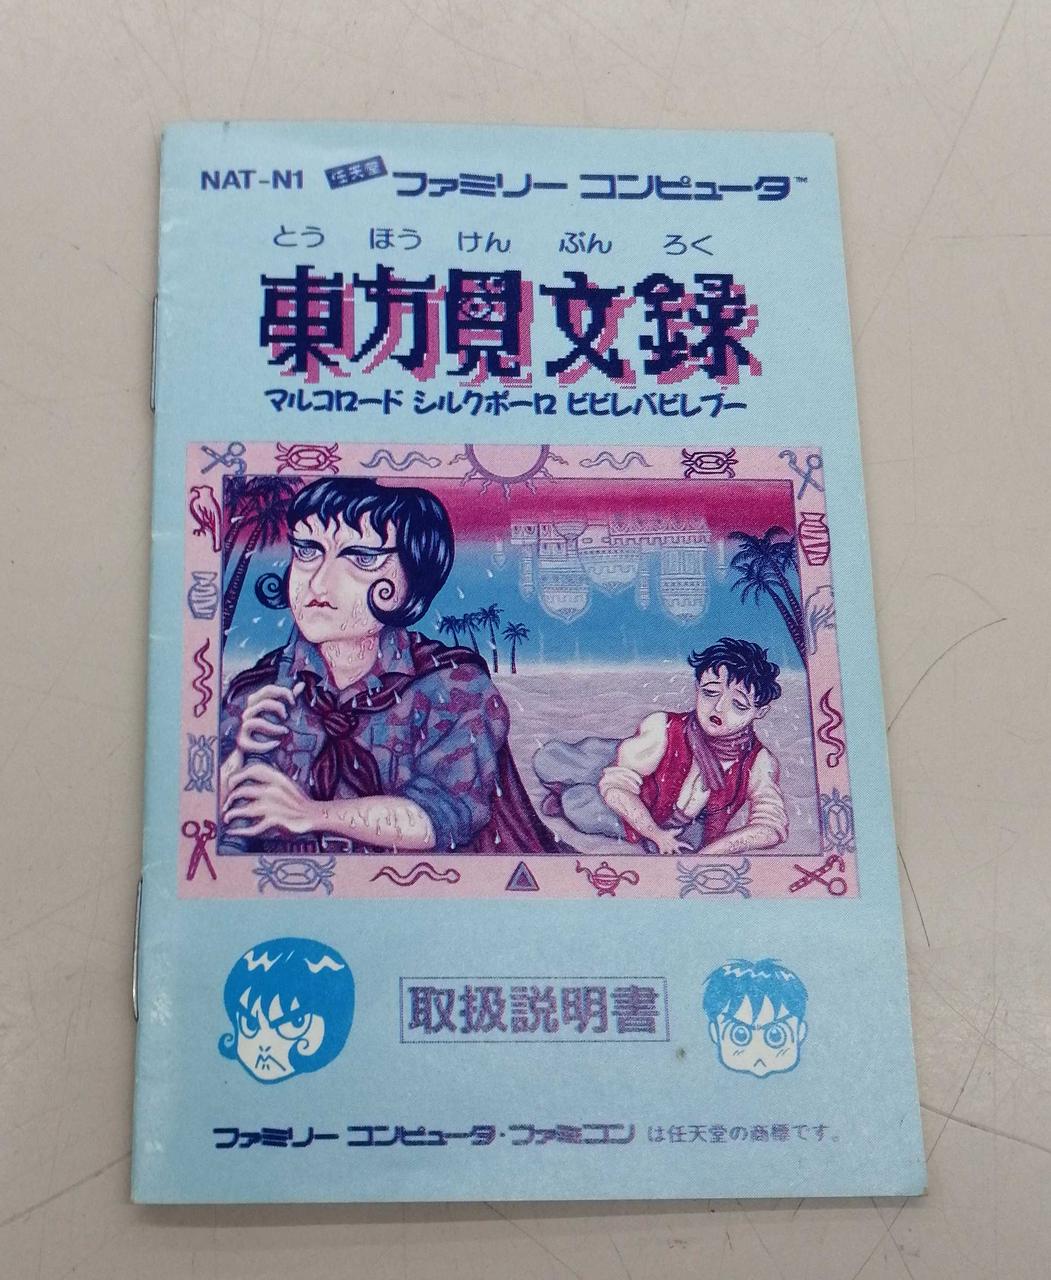 NAT-N1 任天堂 ファミリー コンピュータ™
とう ほう けん ぶん ろく
東方見文録
マルコロード シルクポーロ ビビレバビレブー
取扱説明書
ファミリー コンピュータ・ファミコン は任天堂の商標です。